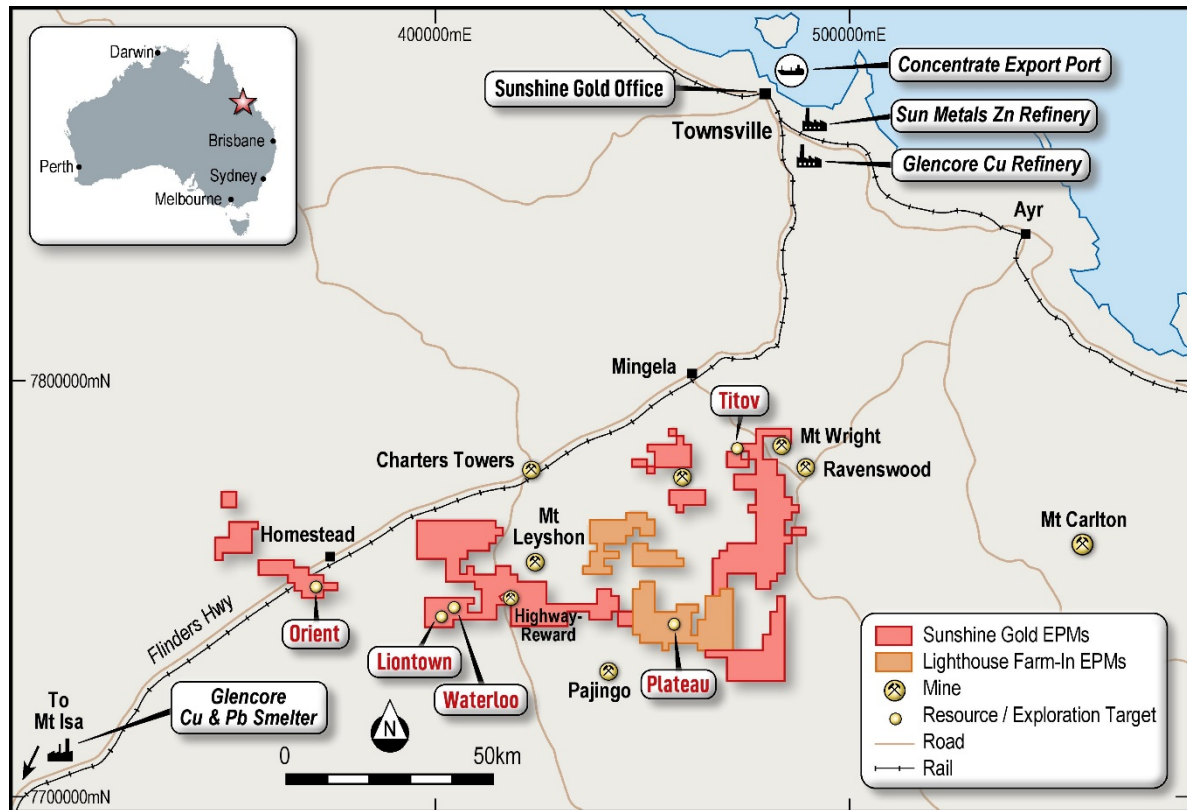 400000mE
500000mE
Darwin
Brisbane
Perth
Sydney
Melbourne
Sunshine Gold Office
Concentrate Export Port
Townsville
Sun Metals Zn Refinery
Glencore Cu Refinery
Ayr
7800000mN
Mingela
Titov
Mt Wright
Ravenswood
Charters Towers
Mt
Leyshon
Homestead
Mt Carlton
Flinders Hwy
Orient
Highway-
Reward
Liontown
Waterloo
Pajingo
Plateau
To
Mt Isa
Glencore
Cu & Pb Smelter
N
0
50km
7700000mN
Sunshine Gold EPMs
Lighthouse Farm-In EPMs
Mine
Resource / Exploration Target
Road
Rail